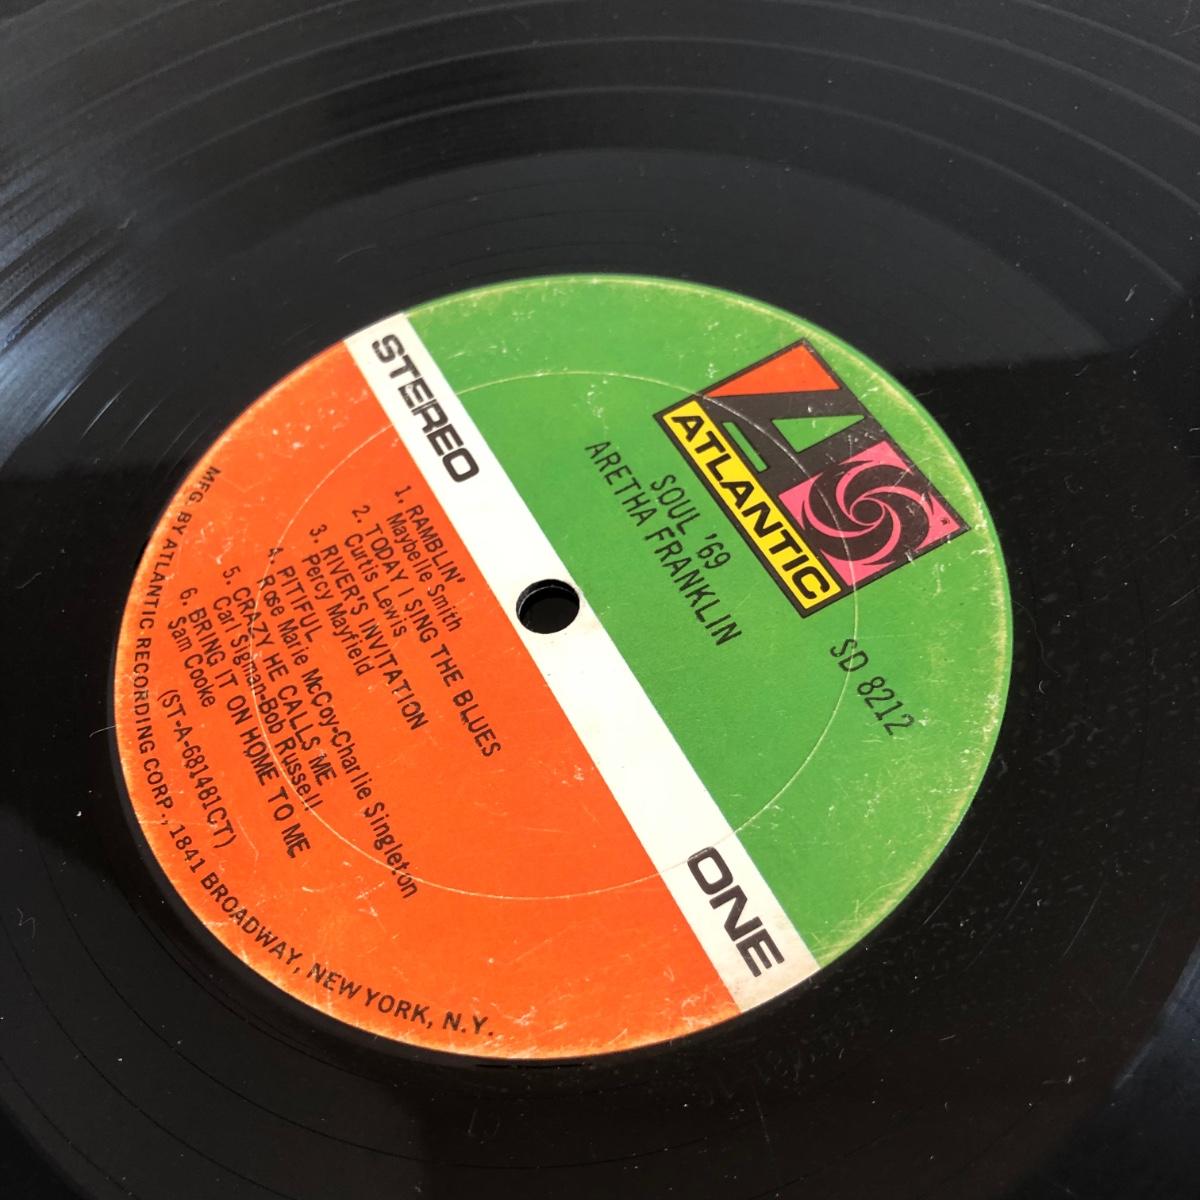 ATLANTIC
SOUL '69
ARETHA FRANKLIN
SD 8212
STEREO
ONE
1. RAMBLIN'
Maybelle Smith
2. TODAY I SING THE BLUES
Curtis Lewis
3. RIVER'S INVITATION
Percy Mayfield
4. PITIFUL
Rose Marie McCoy-Charlie Singleton
5. CRAZY HE CALLS ME
Carl Sigman-Bob Russell
6. BRING IT ON HOME TO ME
Sam Cooke
(ST-A-681481CT)
MFG. BY ATLANTIC RECORDING CORP., 1841 BROADWAY, NEW YORK, N.Y.